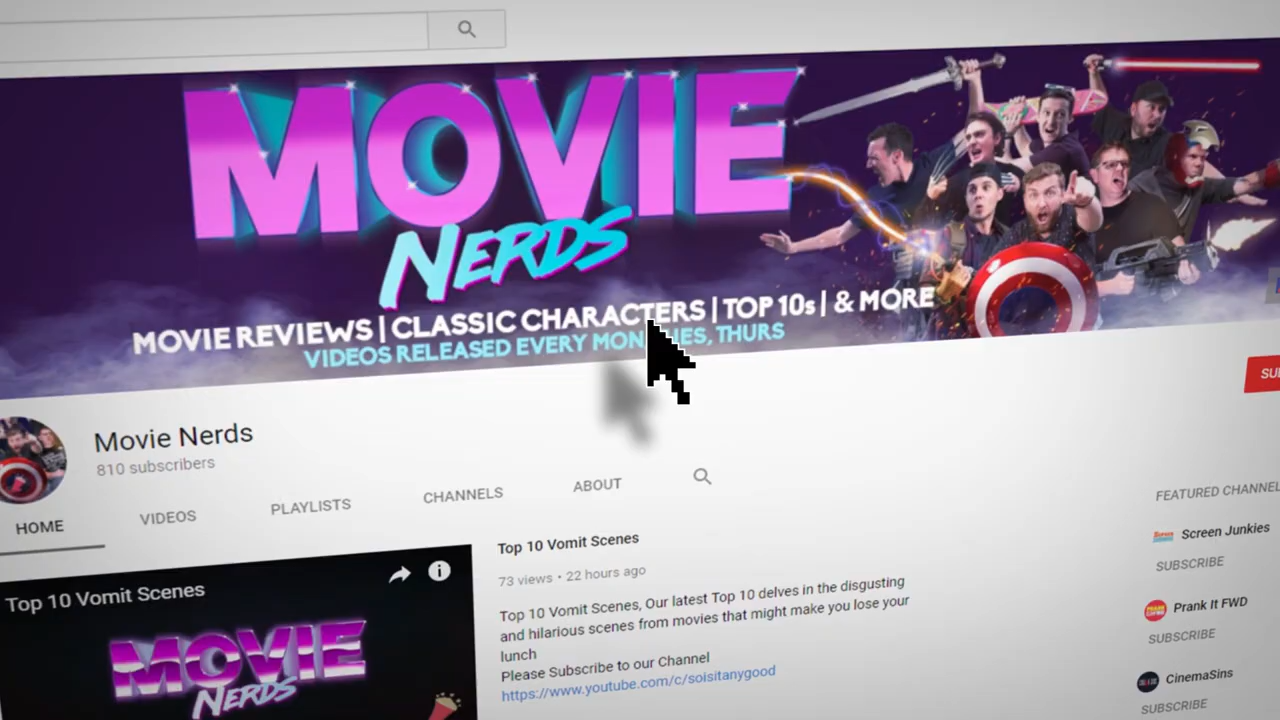 MOVIE
NERDS
MOVIE REVIEWS | CLASSIC CHARACTERS | TOP 10s | & MORE
VIDEOS RELEASED EVERY MON, THURS
Movie Nerds
810 subscribers
HOME
VIDEOS
PLAYLISTS
CHANNELS
ABOUT
Top 10 Vomit Scenes
MOVIE
NERDS
Top 10 Vomit Scenes
73 views • 22 hours ago
Top 10 Vomit Scenes, Our latest Top 10 delves in the disgusting
and hilarious scenes from movies that might make you lose your
lunch
Please Subscribe to our Channel
https://www.youtube.com/c/soisitanygood
SU
FEATURED CHANNEL
Screen Junkies
SUBSCRIBE
Prank It FWD
SUBSCRIBE
CinemaSins
SUBSCRIBE